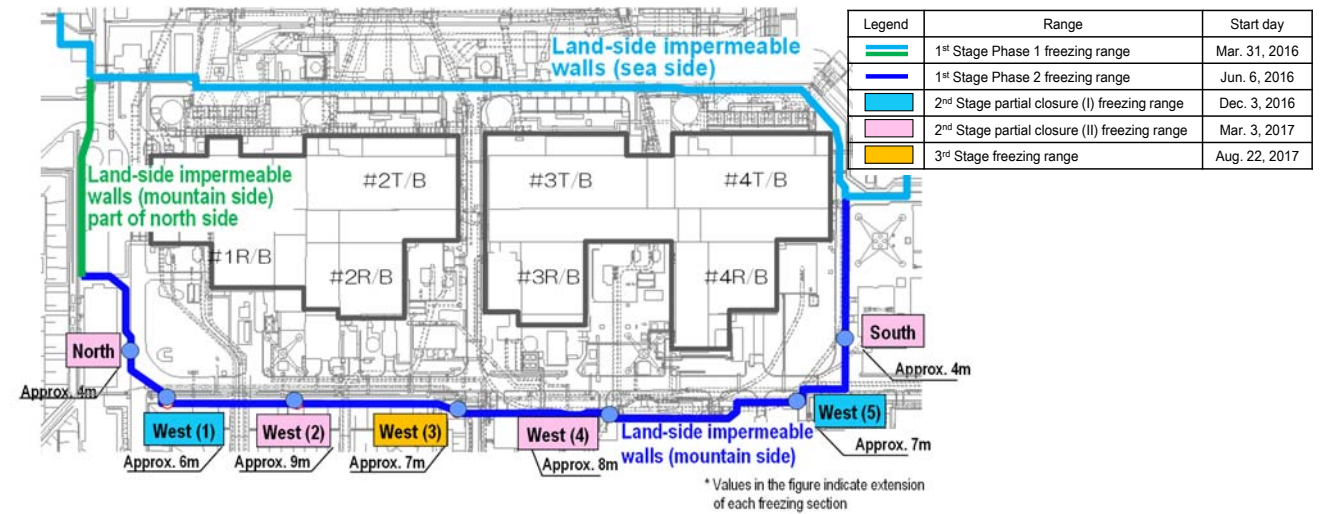 Legend Range Start day
1st Stage Phase 1 freezing range Mar. 31, 2016
1st Stage Phase 2 freezing range Jun. 6, 2016
2nd Stage partial closure (I) freezing range Dec. 3, 2016
2nd Stage partial closure (II) freezing range Mar. 3, 2017
3rd Stage freezing range Aug. 22, 2017
Land-side impermeable
walls (sea side)
Land-side impermeable
walls (mountain side)
part of north side
#2T/B
#3T/B
#4T/B
#1R/B
#2R/B
#3R/B
#4R/B
North
Approx. 4m
South
Approx. 4m
West (1)
Approx. 6m
West (2)
Approx. 9m
West (3)
Approx. 7m
West (4)
Approx. 8m
West (5)
Approx. 7m
Land-side impermeable
walls (mountain side)
* Values in the figure indicate extension
of each freezing section